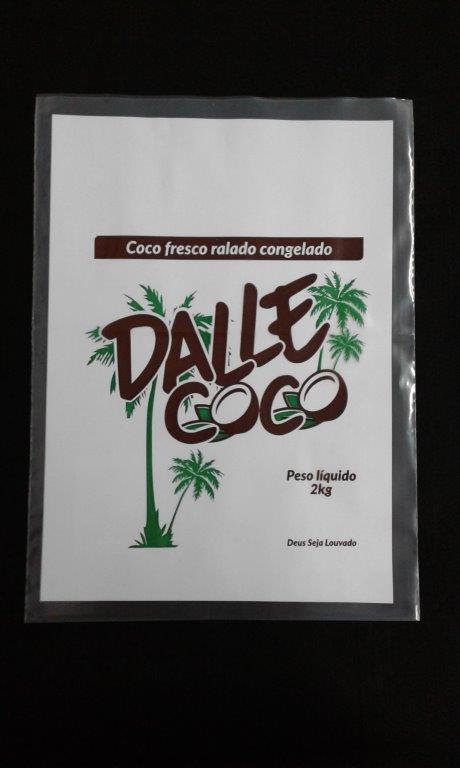 Coco fresco ralado congelado
DALLE
COCO
Peso líquido
2kg
Deus Seja Louvado